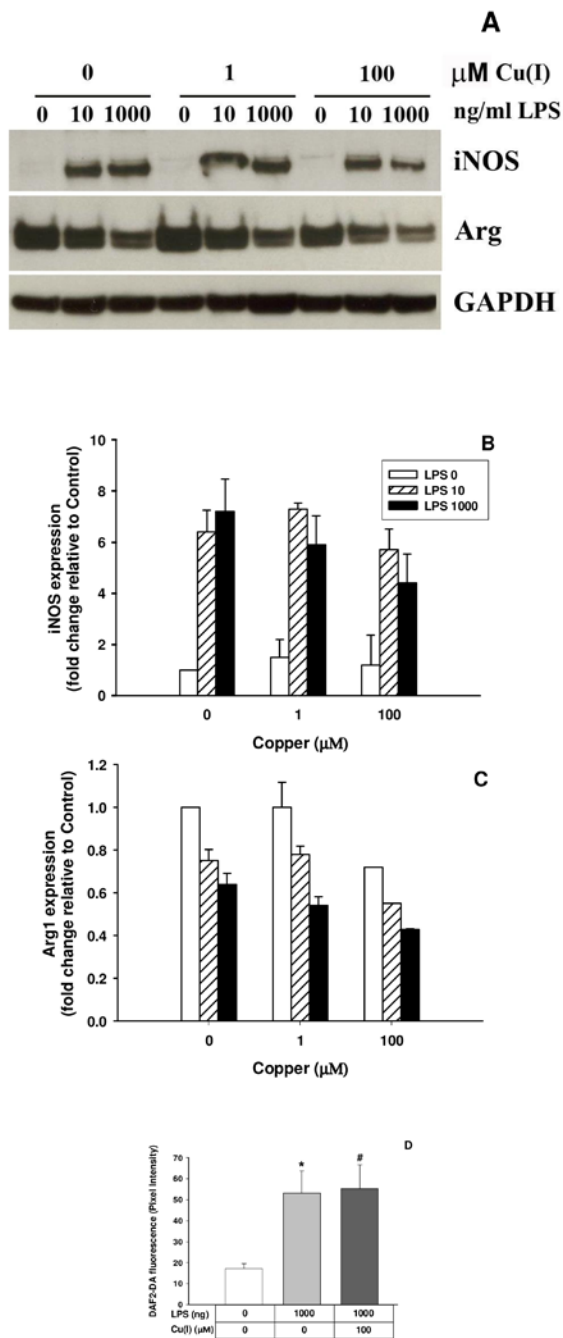 A
0 1 100 μM Cu(I)
0 10 1000 0 10 1000 0 10 1000 ng/ml LPS
iNOS
Arg
GAPDH
B
iNOS expression
(fold change relative to Control)
10
8
6
4
2
0
LPS 0
LPS 10
LPS 1000
0 1 100
Copper (μM)
C
Arg1 expression
(fold change relative to Control)
1.2
1.0
0.8
0.6
0.4
0.2
0.0
0 1 100
Copper (μM)
D
DAF2-DA fluorescence (Pixel Intensity)
70
60
50
40
30
20
10
0
* #
LPS (ng) 0 1000 1000
Cu(I) (μM) 0 0 100